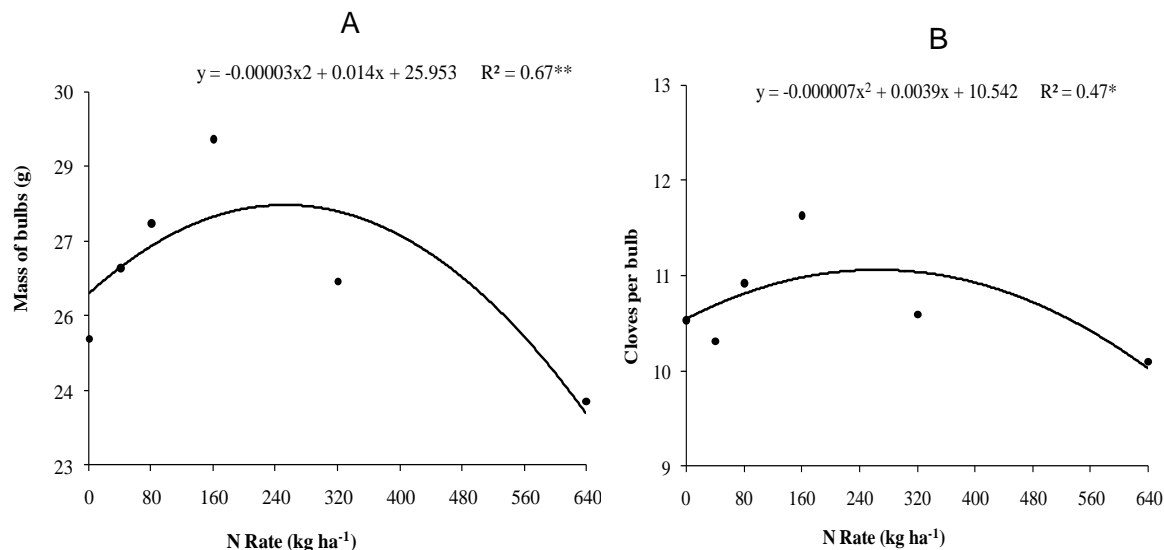 A
y = -0.00003x2 + 0.014x + 25.953 R² = 0.67**
30
29
27
26
24
23
Mass of bulbs (g)
0 80 160 240 320 400 480 560 640
N Rate (kg ha⁻¹)
B
y = -0.000007x² + 0.0039x + 10.542 R² = 0.47*
13
12
11
10
9
Cloves per bulb
0 80 160 240 320 400 480 560 640
N Rate (kg ha⁻¹)